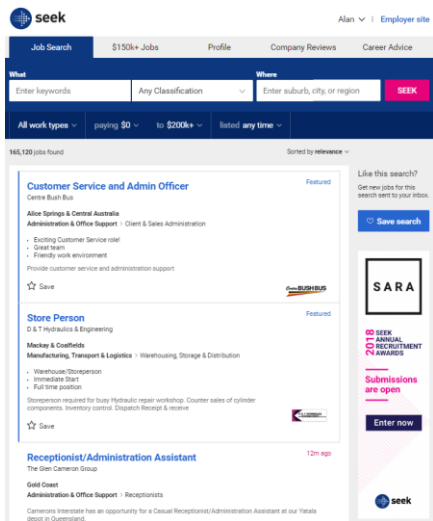 seek
Alan
Employer site
Job Search
$150k+ Jobs
Profile
Company Reviews
Career Advice
What
Where
Enter keywords
Any Classification
Enter suburb, city, or region
SEEK
All work types
paying $0
to $200k+
listed any time
165,120 jobs found
Sorted by relevance
Customer Service and Admin Officer
Featured
Centre Bush Bus
Alice Springs & Central Australia
Administration & Office Support > Client & Sales Administration
Exciting Customer Service role!
Great team
Friendly work environment
Provide customer service and administration support
Save
Centre BUSHBUS
Store Person
Featured
D & T Hydraulics & Engineering
Mackay & Coalfields
Manufacturing, Transport & Logistics > Warehousing, Storage & Distribution
Warehouse/Storeperson
Immediate Start
Full time position
Storeperson required for busy Hydraulic repair workshop. Counter sales of cylinder
components. Inventory control. Dispatch Receipt & receive
Save
Receptionist/Administration Assistant
12m ago
The Glen Cameron Group
Gold Coast
Administration & Office Support > Receptionists
Camerons Interstate has an opportunity for a Casual Receptionist/Administration Assistant at our Yatala
depot in Queensland.
Like this search?
Get new jobs for this
search sent to your inbox.
Save search
SARA
2018
SEEK
ANNUAL
RECRUITMENT
AWARDS
Submissions
are open
Enter now
seek